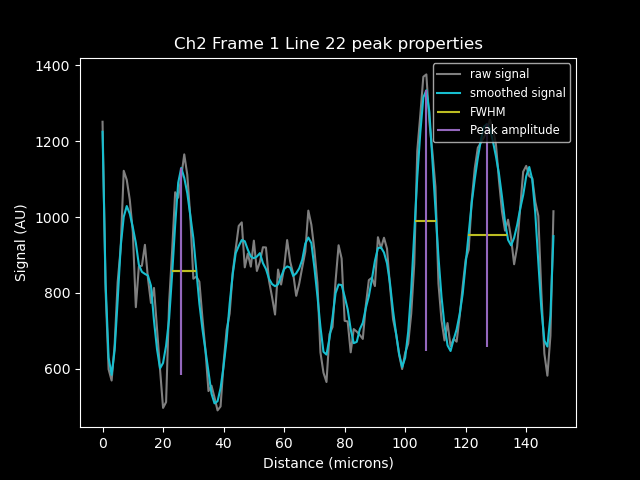 Ch2 Frame 1 Line 22 peak properties
raw signal
smoothed signal
FWHM
Peak amplitude
Signal (AU)
1400
1200
1000
800
600
0 20 40 60 80 100 120 140
Distance (microns)